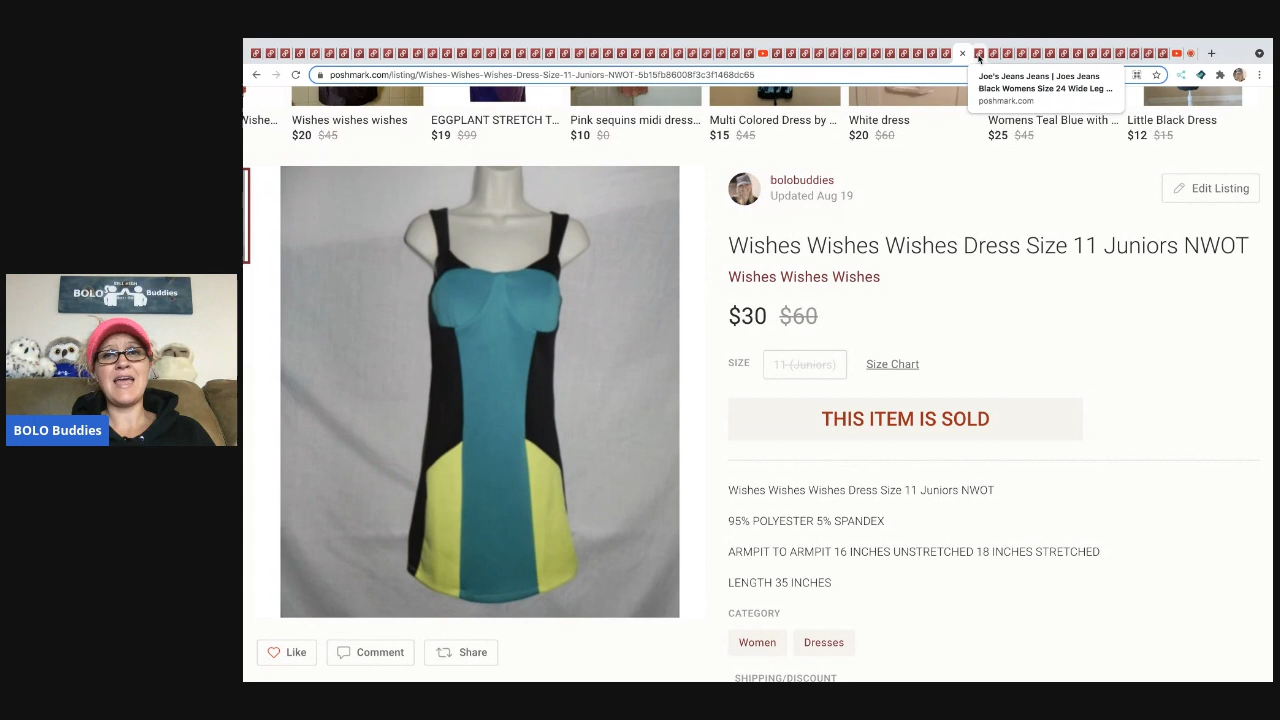 Joe's Jeans Jeans | Joes Jeans
Black Womens Size 24 Wide Leg ...
poshmark.com
poshmark.com/listing/Wishes-Wishes-Wishes-Dress-Size-11-Juniors-NWOT-5b15fb86008f3c3f1468dc65
Wishe... Wishes wishes wishes EGGPLANT STRETCH T... Pink sequins midi dress... Multi Colored Dress by ... White dress Womens Teal Blue with ... Little Black Dress
$20 $45 $19 $99 $10 $0 $15 $45 $20 $60 $25 $45 $12 $15
bolobuddies
Updated Aug 19
Edit Listing
Wishes Wishes Wishes Dress Size 11 Juniors NWOT
Wishes Wishes Wishes
$30 $60
SIZE 11 (Juniors) Size Chart
THIS ITEM IS SOLD
Wishes Wishes Wishes Dress Size 11 Juniors NWOT
95% POLYESTER 5% SPANDEX
ARMPIT TO ARMPIT 16 INCHES UNSTRETCHED 18 INCHES STRETCHED
LENGTH 35 INCHES
CATEGORY
Women Dresses
SHIPPING/DISCOUNT
Like Comment Share
BOLO Buddies
BOLO Buddies